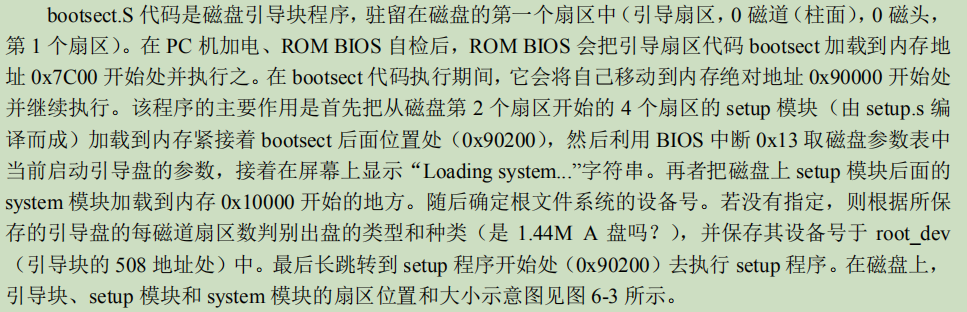 bootsect.S 代码是磁盘引导块程序，驻留在磁盘的第一个扇区中（引导扇区，0 磁道（柱面），0 磁头，
第 1 个扇区）。在 PC 机加电、ROM BIOS 自检后，ROM BIOS 会把引导扇区代码 bootsect 加载到内存地
址 0x7C00 开始处并执行之。在 bootsect 代码执行期间，它会将自己移动到内存绝对地址 0x90000 开始处
并继续执行。该程序的主要作用是首先把从磁盘第 2 个扇区开始的 4 个扇区的 setup 模块（由 setup.s 编
译而成）加载到内存紧接着 bootsect 后面位置处（0x90200），然后利用 BIOS 中断 0x13 取磁盘参数表中
当前启动引导盘的参数，接着在屏幕上显示“Loading system...”字符串。再者把磁盘上 setup 模块后面的
system 模块加载到内存 0x10000 开始的地方。随后确定根文件系统的设备号。若没有指定，则根据所保
存的引导盘的每磁道扇区数判别出盘的类型和种类（是 1.44M A 盘吗？），并保存其设备号于 root_dev
（引导块的 508 地址处）中。最后长跳转到 setup 程序开始处（0x90200）去执行 setup 程序。在磁盘上，
引导块、setup 模块和 system 模块的扇区位置和大小示意图见图 6-3 所示。